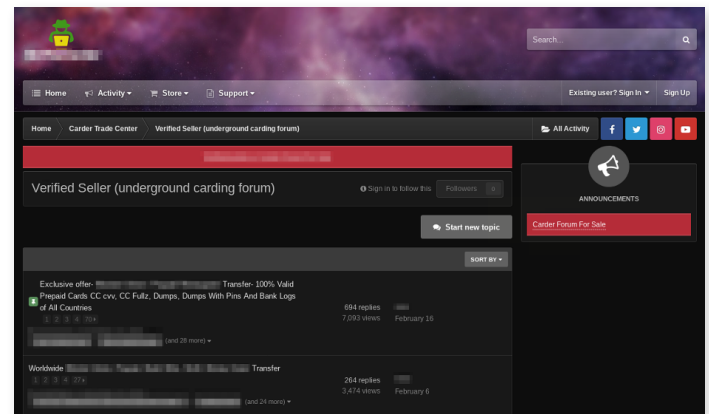 Search...
Home Activity Store Support Existing user? Sign In Sign Up
Home Carder Trade Center Verified Seller (underground carding forum) All Activity
Verified Seller (underground carding forum) Sign in to follow this Followers 0
ANNOUNCEMENTS
Carder Forum For Sale
Start new topic
SORT BY
Exclusive offer- Transfer- 100% Valid
Prepaid Cards CC cvv, CC Fullz, Dumps, Dumps With Pins And Bank Logs
of All Countries
1 2 3 4 70
694 replies
7,093 views February 16
(and 28 more)
Worldwide Transfer
1 2 3 4 27
264 replies
3,474 views February 6
(and 24 more)